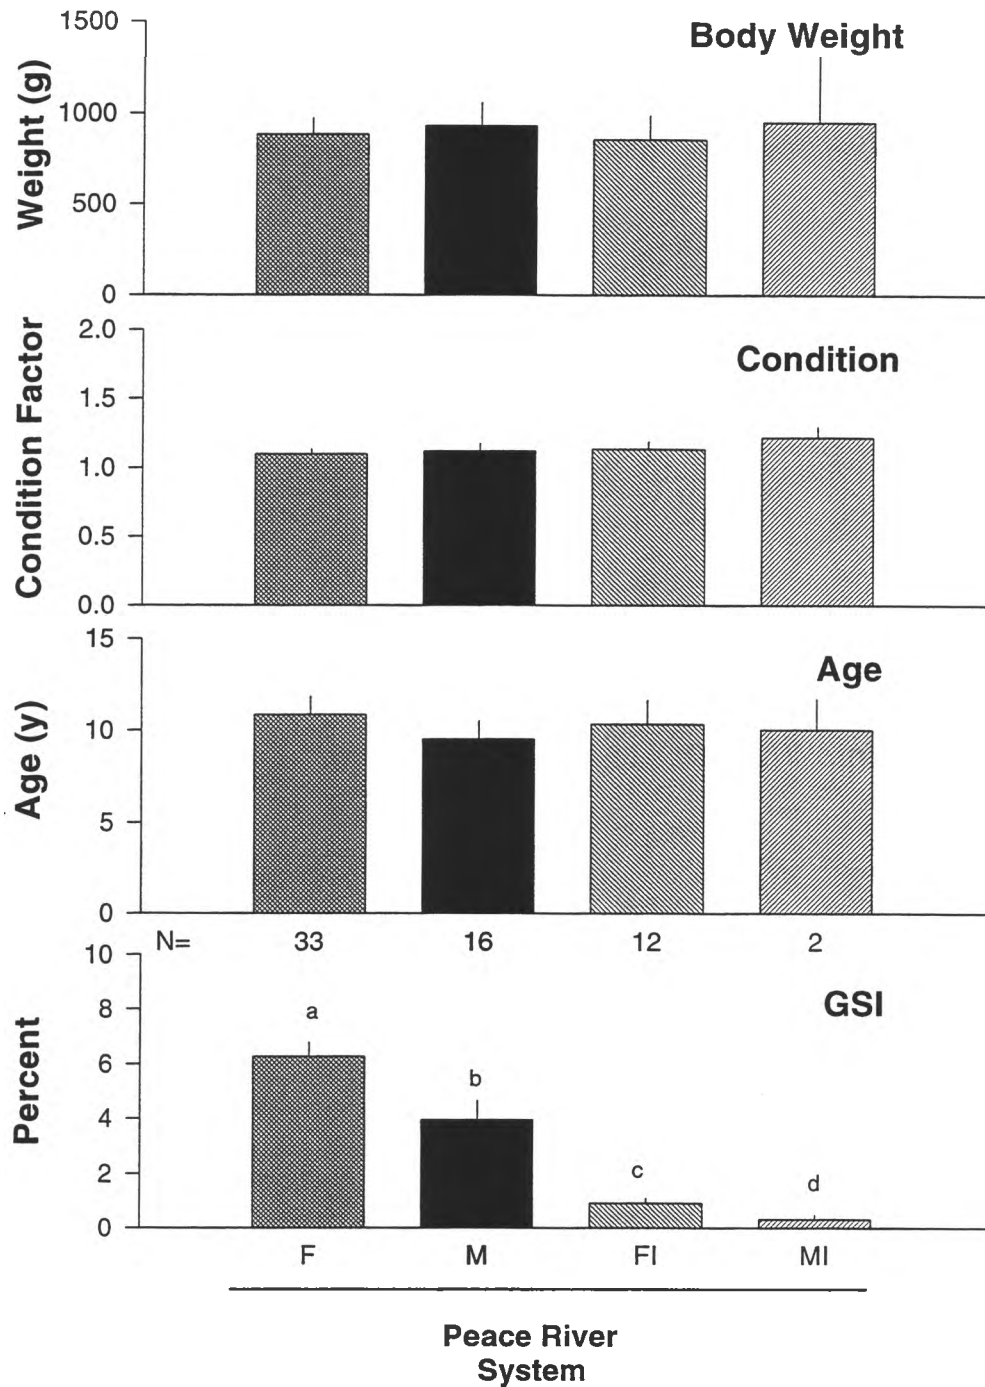 Body Weight
Weight (g)
1500
1000
500
0
Condition
Condition Factor
2.0
1.5
1.0
0.5
0.0
Age
Age (y)
15
10
5
0
N= 33 16 12 2
GSI
Percent
10
8
6
4
2
0
a
b
c
d
F M FI MI
Peace River
System